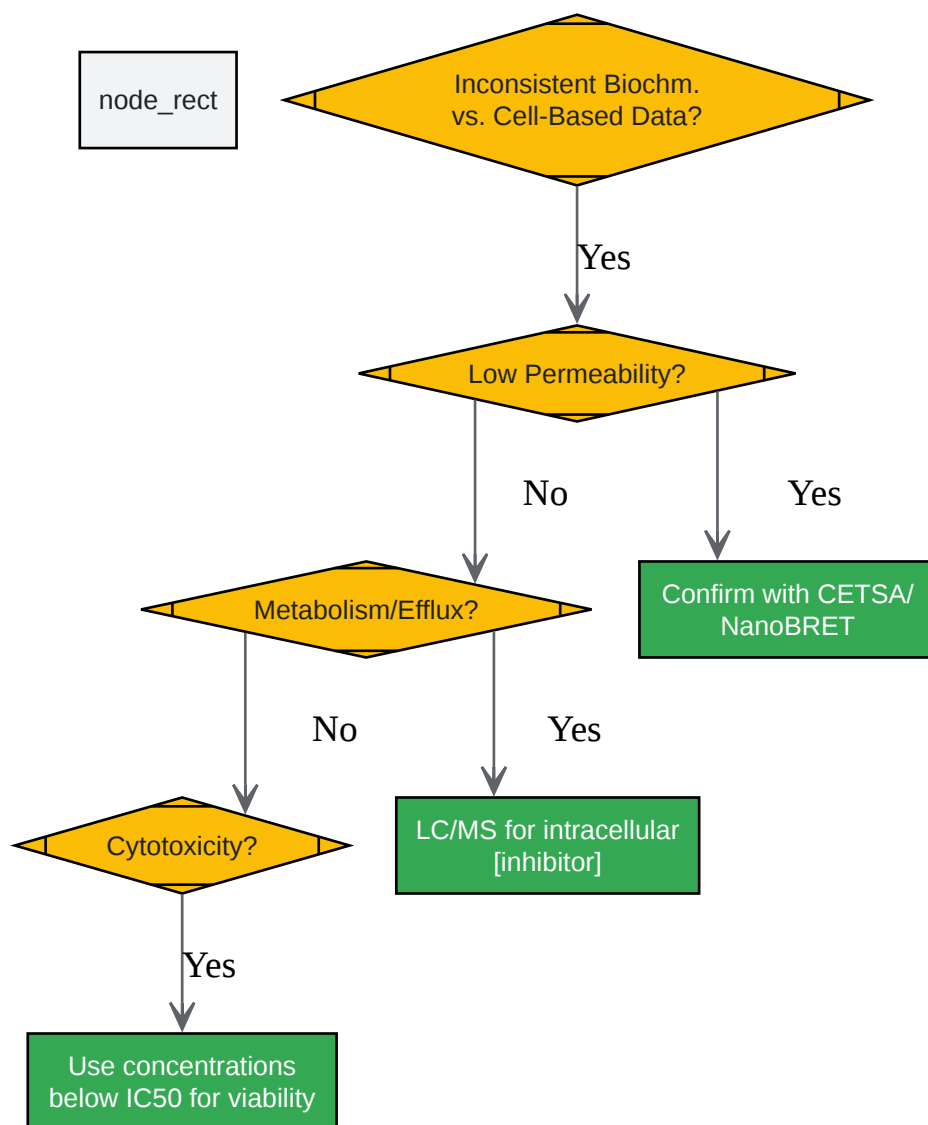 node_rect
Inconsistent Biochm.
vs. Cell-Based Data?
Yes
Low Permeability?
No
Yes
Confirm with CETSA/
NanoBRET
Metabolism/Efflux?
No
Yes
LC/MS for intracellular
[inhibitor]
Cytotoxicity?
Yes
Use concentrations
below IC50 for viability